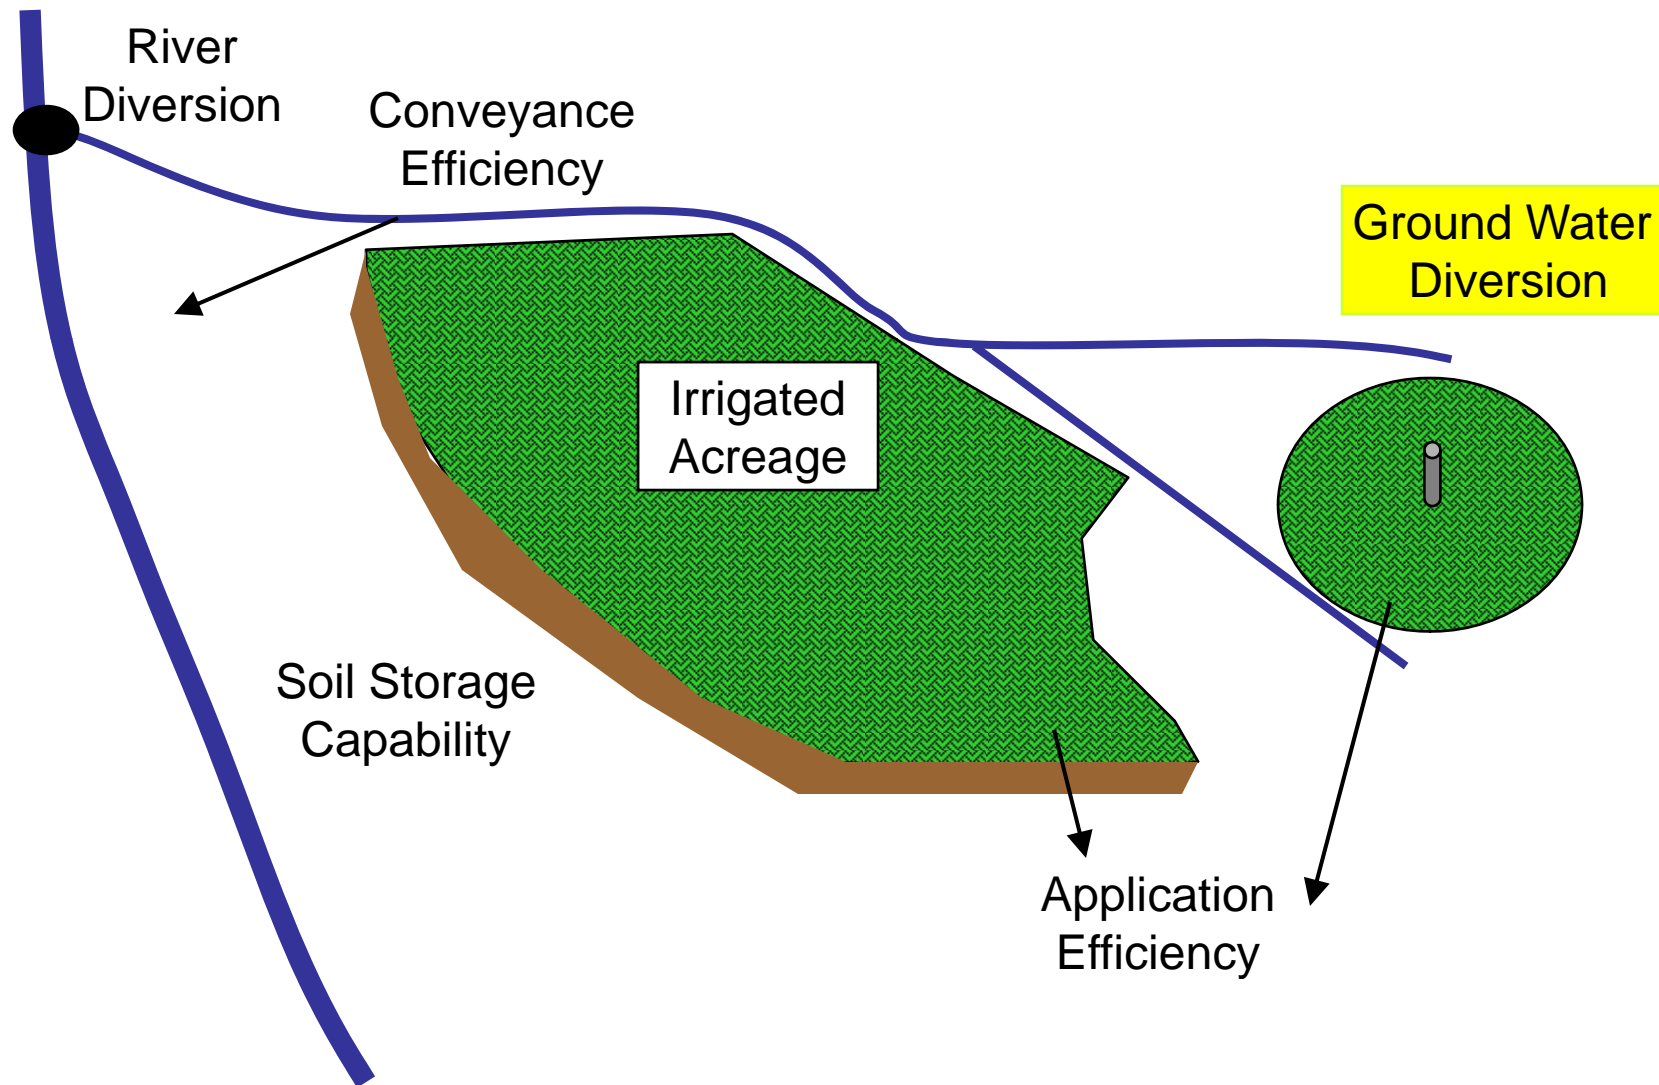 River
Diversion
Conveyance
Efficiency
Ground Water
Diversion
Irrigated
Acreage
Soil Storage
Capability
Application
Efficiency